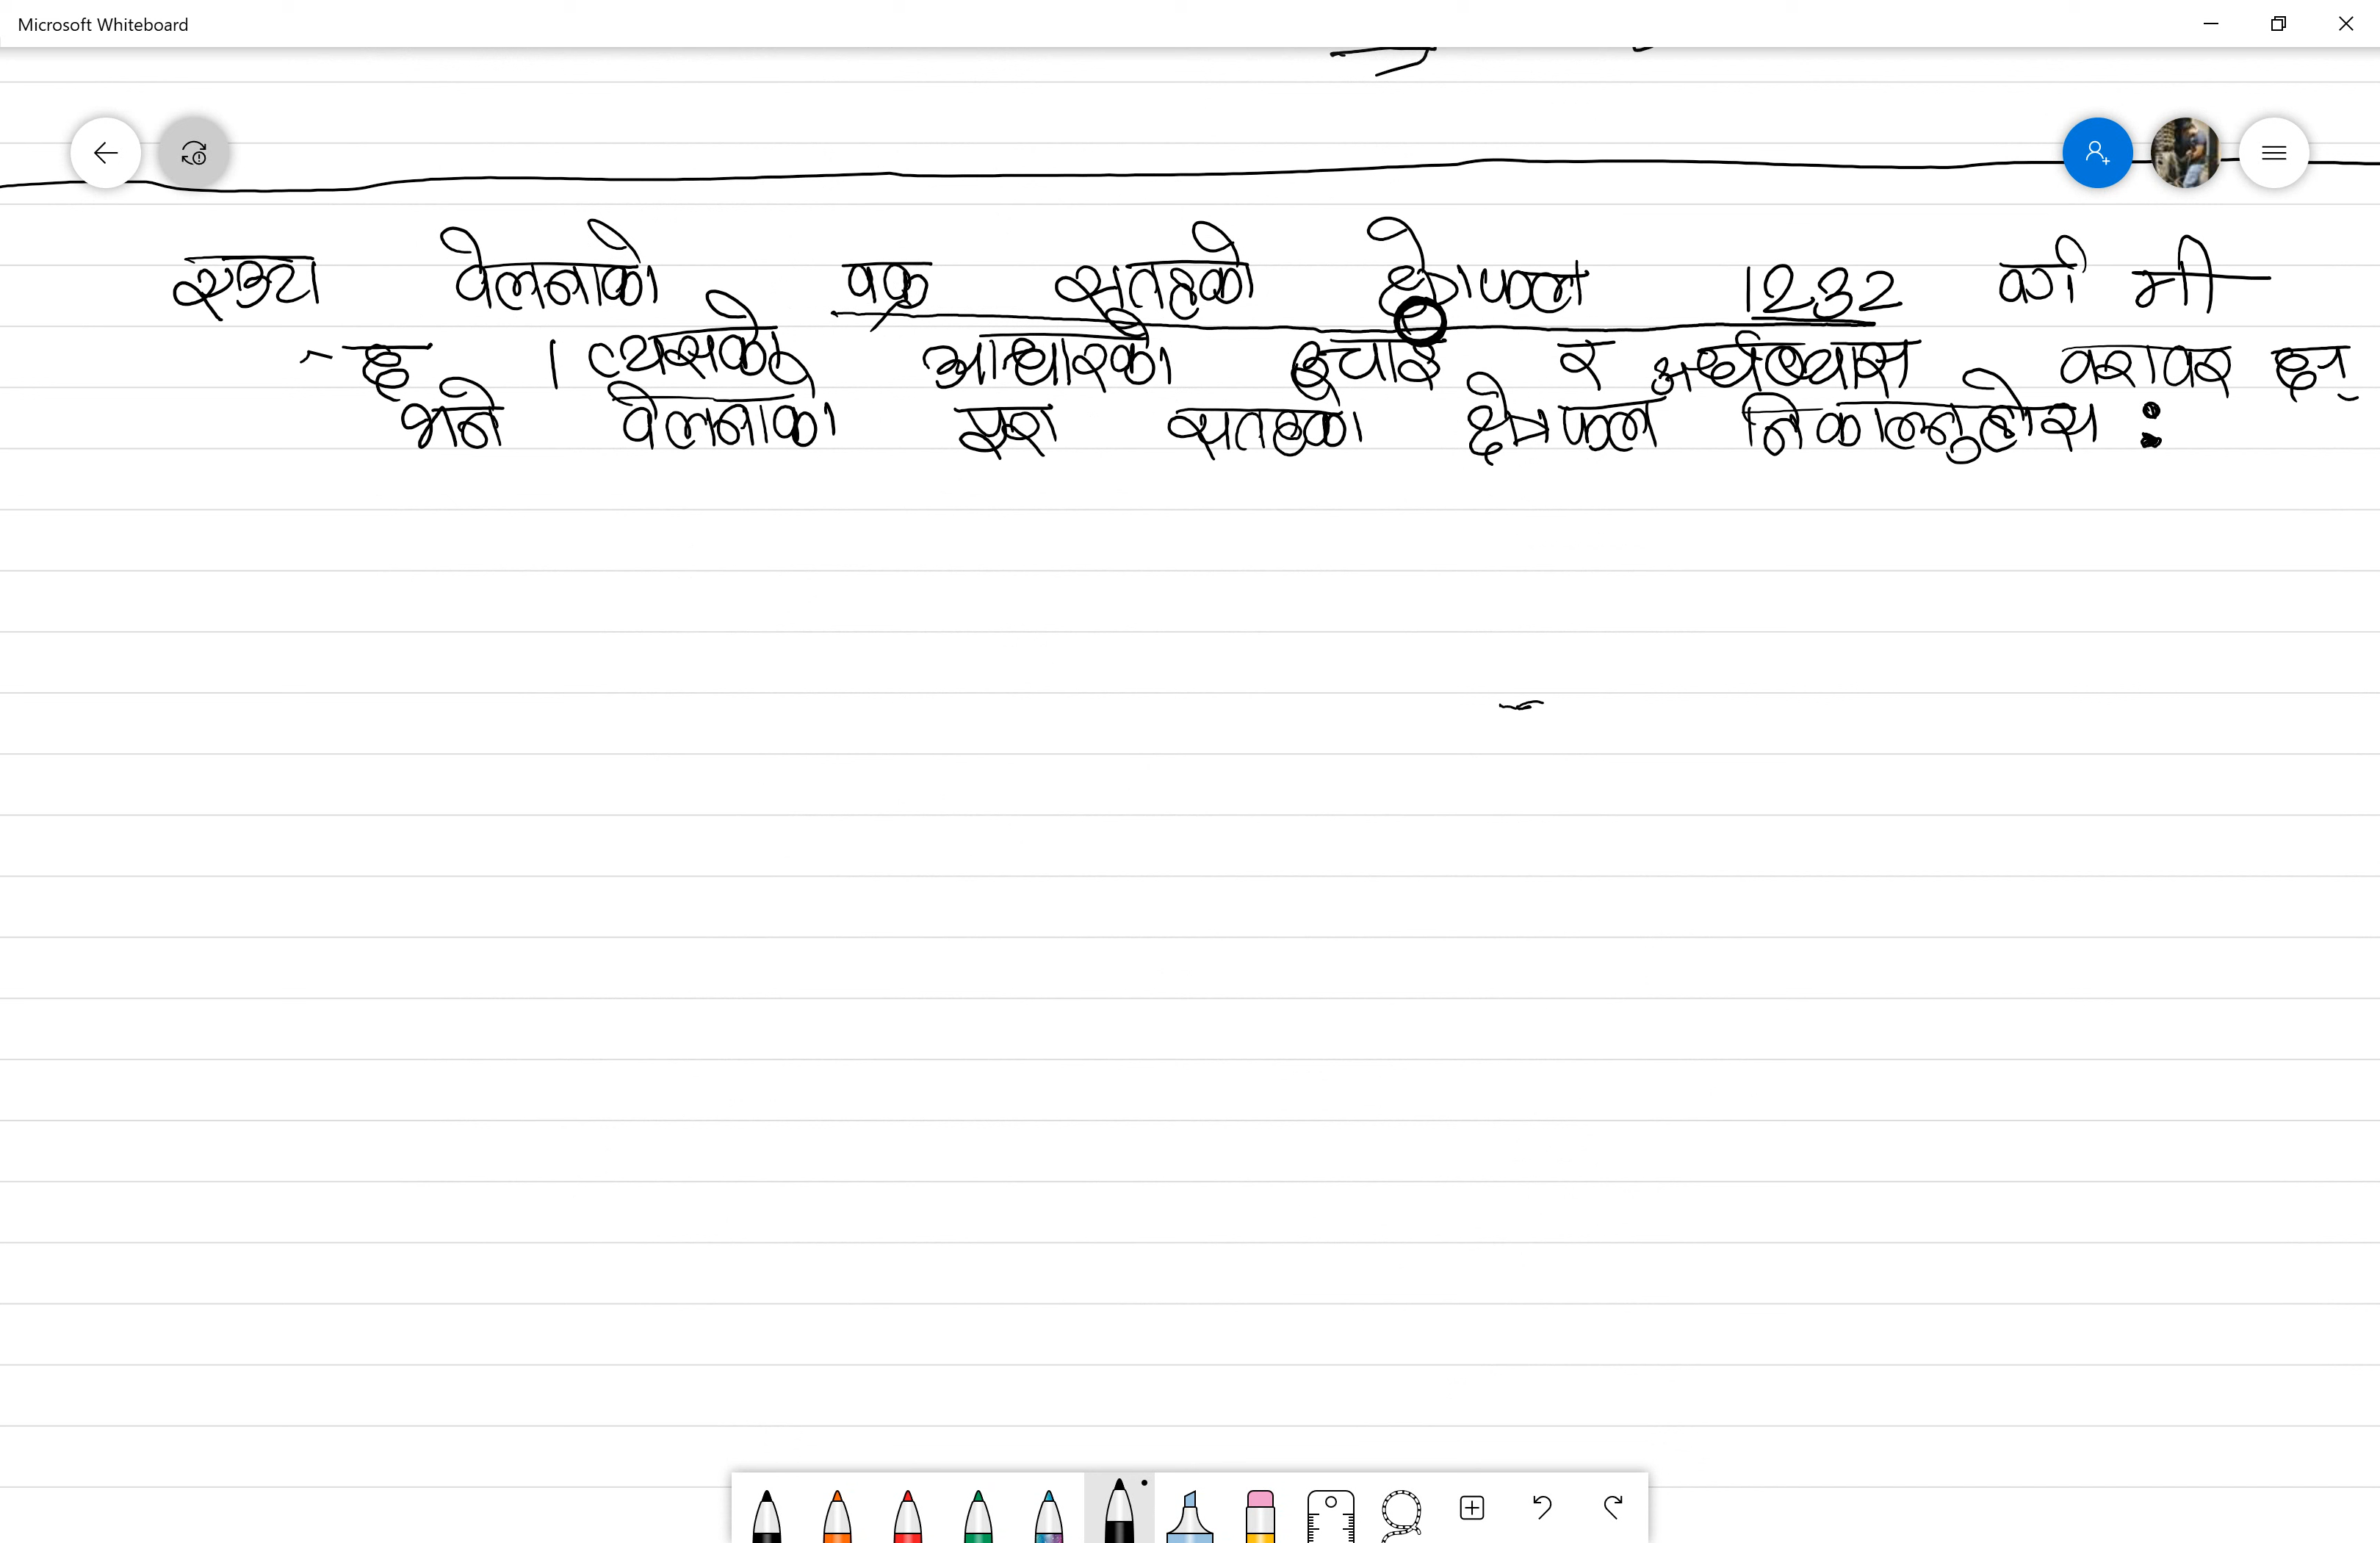 Microsoft Whiteboard
एउटा वेलनाको वक्र सतहको क्षेत्रफल 1232 वर्ग मी
छ । त्यसको आधारको उचाई र अर्धव्यास बराबर छन्
भने वेलनाको पूरा सतहको क्षेत्रफल निकाल्नुहोस :